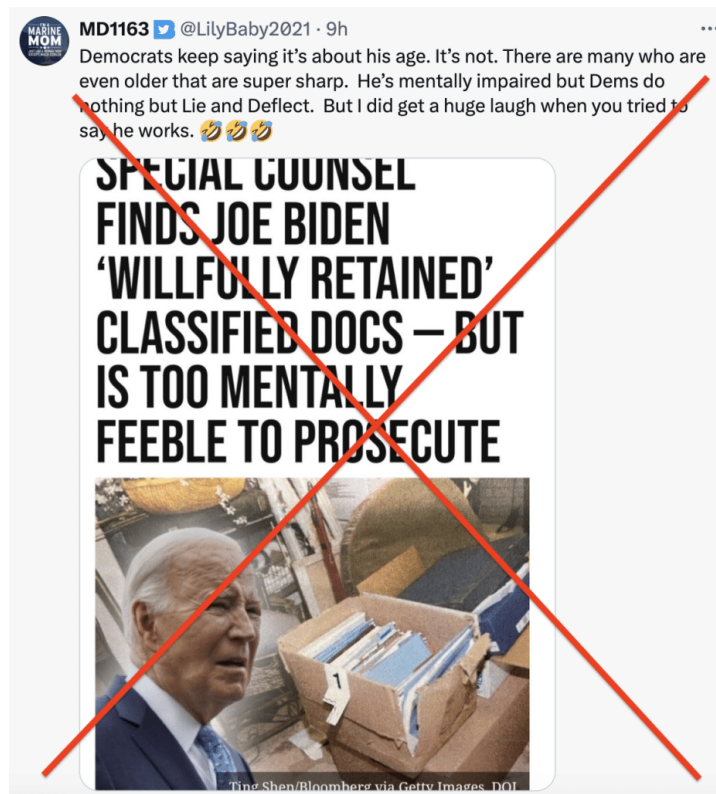 MARINE
MOM
MD1163 @LilyBaby2021 · 9h
Democrats keep saying it’s about his age. It’s not. There are many who are
even older that are super sharp. He’s mentally impaired but Dems do
nothing but Lie and Deflect. But I did get a huge laugh when you tried to
say he works. 🤣🤣🤣
SPECIAL COUNSEL
FINDS JOE BIDEN
‘WILLFULLY RETAINED’
CLASSIFIED DOCS — BUT
IS TOO MENTALLY
FEEBLE TO PROSECUTE
1
Ting Shen/Bloomberg via Getty Images, DOJ